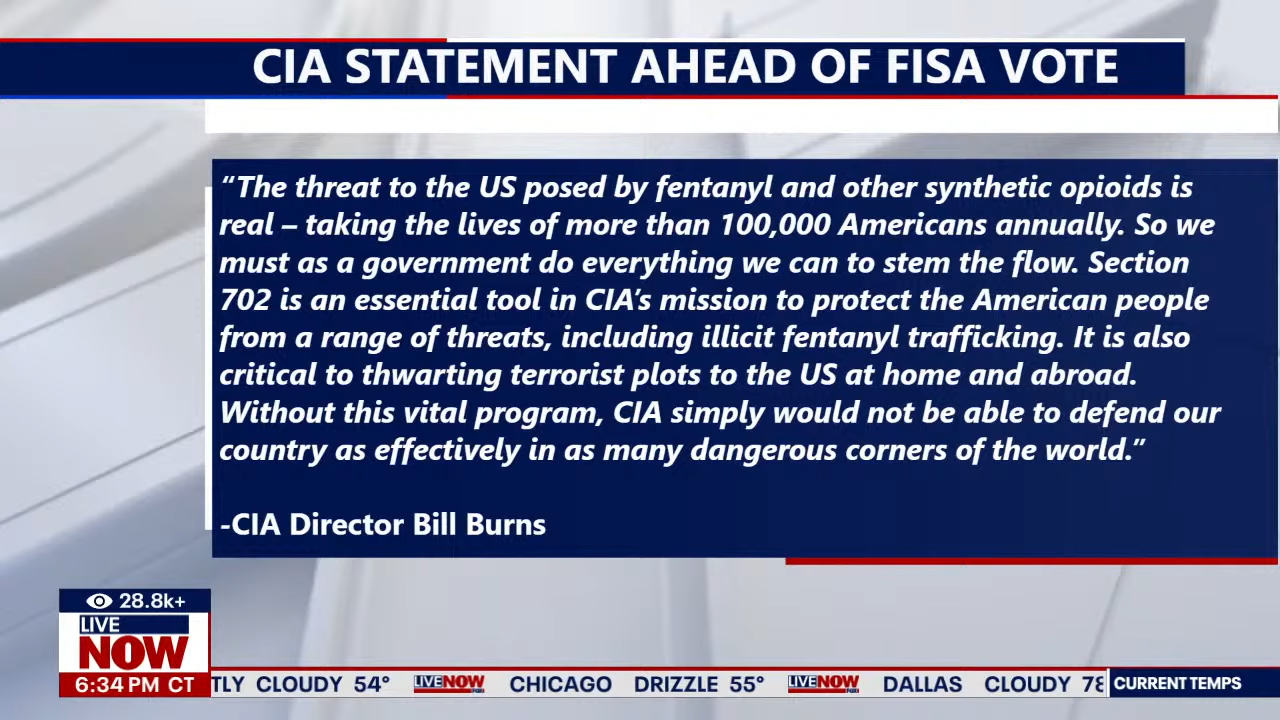 CIA STATEMENT AHEAD OF FISA VOTE
“The threat to the US posed by fentanyl and other synthetic opioids is
real – taking the lives of more than 100,000 Americans annually. So we
must as a government do everything we can to stem the flow. Section
702 is an essential tool in CIA’s mission to protect the American people
from a range of threats, including illicit fentanyl trafficking. It is also
critical to thwarting terrorist plots to the US at home and abroad.
Without this vital program, CIA simply would not be able to defend our
country as effectively in as many dangerous corners of the world.”
-CIA Director Bill Burns
28.8k+
LIVE
NOW
6:34 PM CT
TLY CLOUDY 54° LIVENOW FOX CHICAGO DRIZZLE 55° LIVENOW FOX DALLAS CLOUDY 78 CURRENT TEMPS